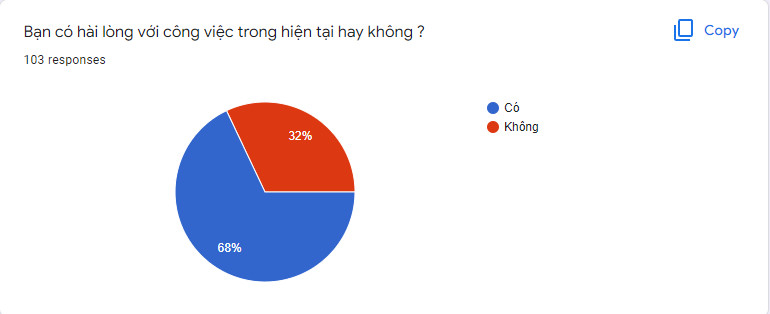 Bạn có hài lòng với công việc trong hiện tại hay không ?
Copy
103 responses
Có
Không
32%
68%